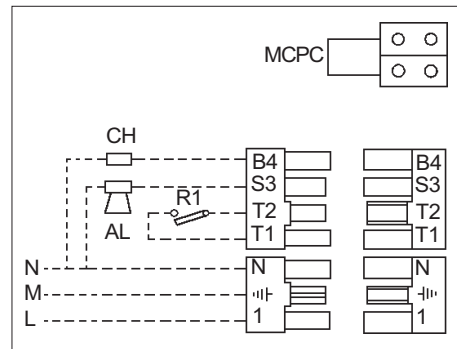 MCPC
CH
B4 B4
S3 S3
R1
T2 T2
AL
T1 T1
N N N
M
L 1 1